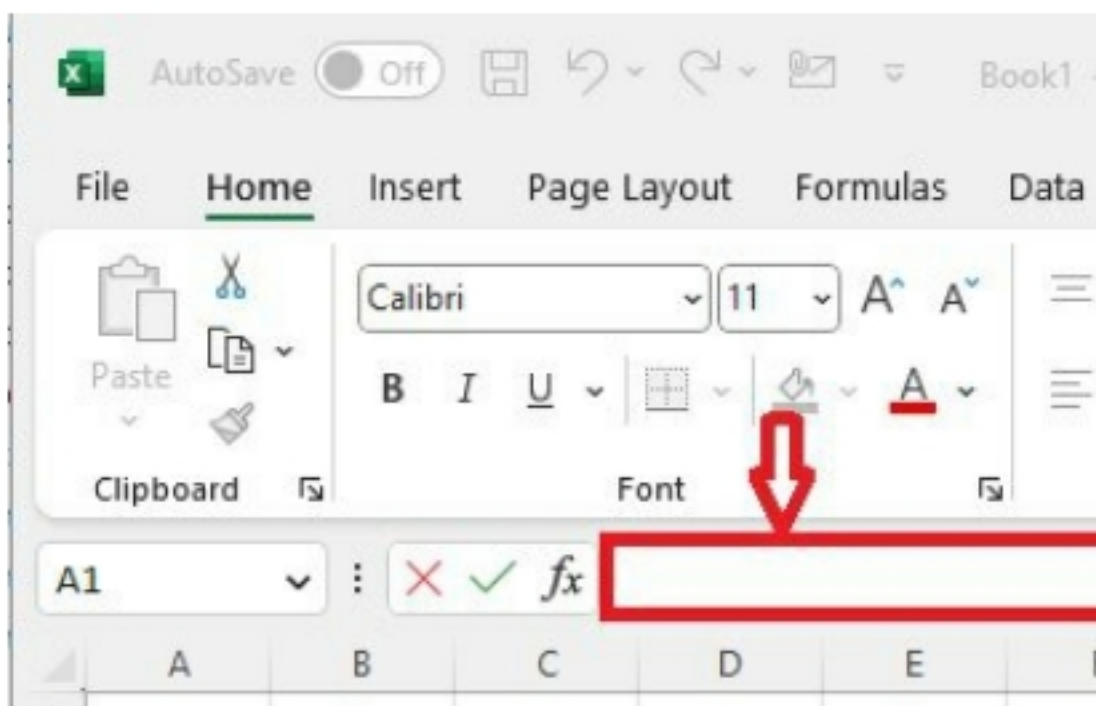 AutoSave Off Book1 -
File Home Insert Page Layout Formulas Data
Calibri 11 A A
Paste B I U A
Clipboard Font
A1 fx
A B C D E